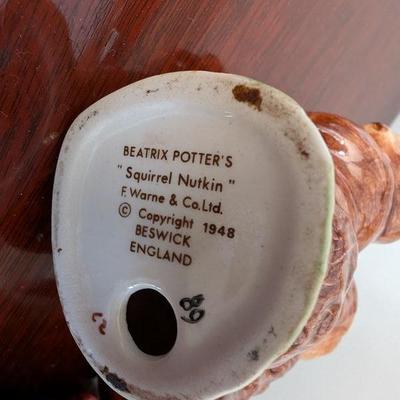 BEATRIX POTTER'S
"Squirrel Nutkin"
F. Warne & Co. Ltd.
© Copyright 1948
BESWICK
ENGLAND